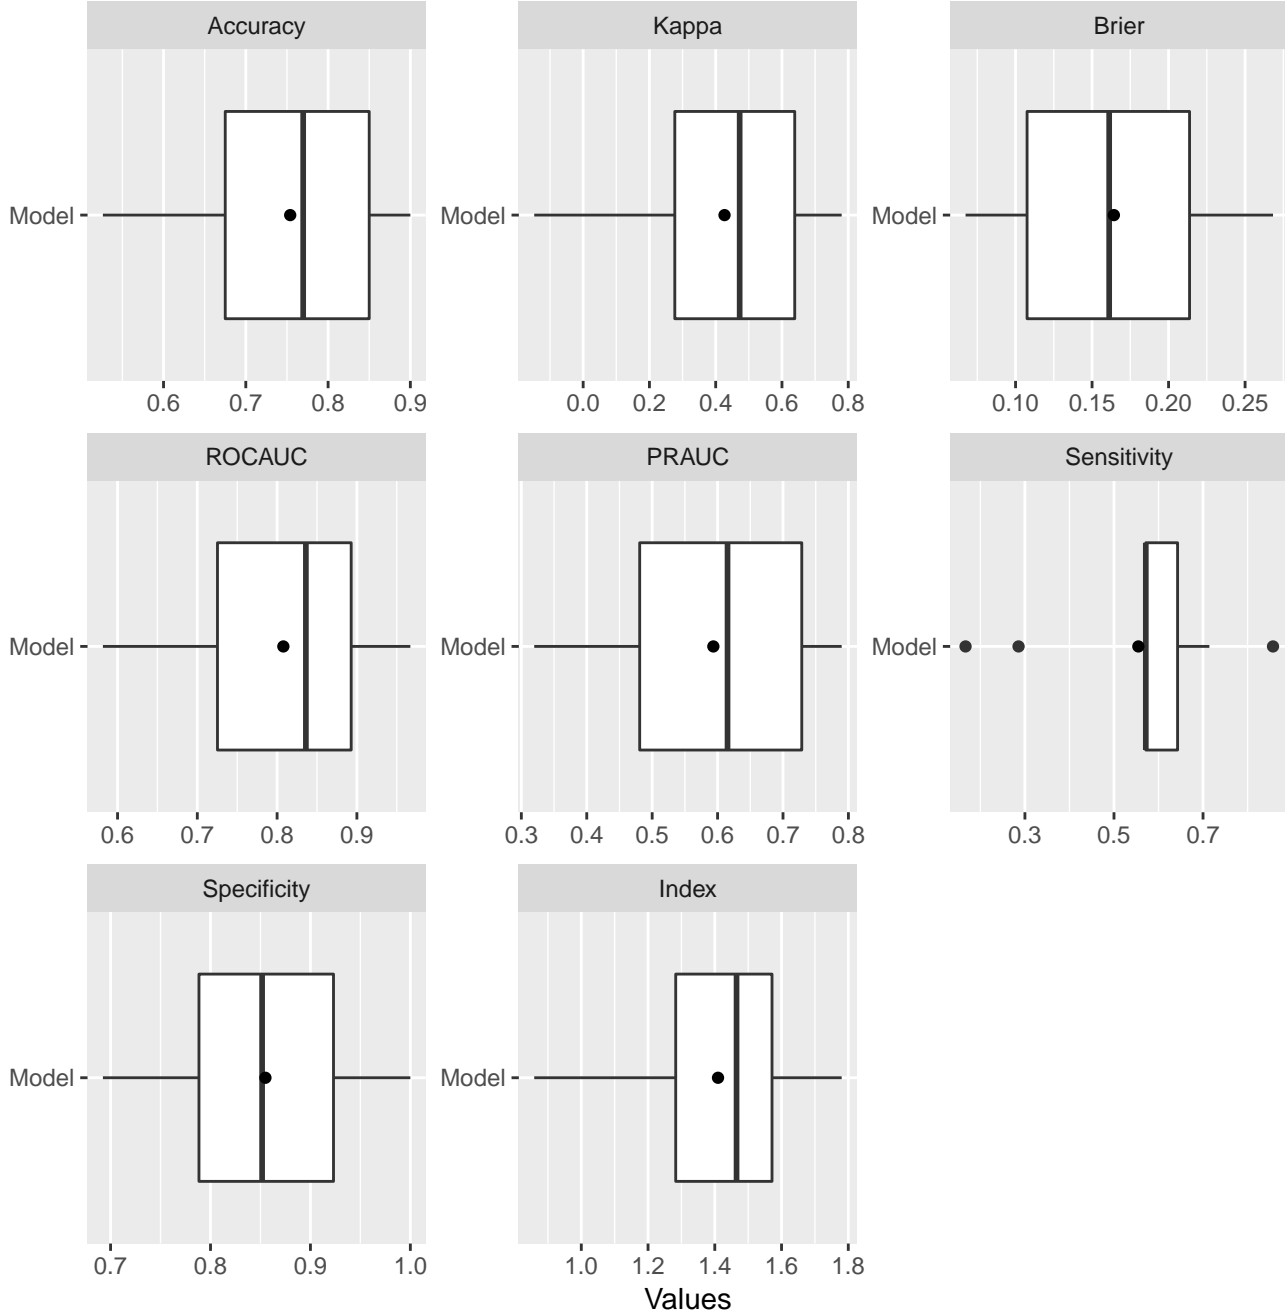 Accuracy Kappa Brier
Model Model Model
0.6 0.7 0.8 0.9 0.0 0.2 0.4 0.6 0.8 0.10 0.15 0.20 0.25
ROCAUC PRAUC Sensitivity
Model Model Model
0.6 0.7 0.8 0.9 0.3 0.4 0.5 0.6 0.7 0.8 0.3 0.5 0.7
Specificity Index
Model Model
0.7 0.8 0.9 1.0 1.0 1.2 1.4 1.6 1.8
Values